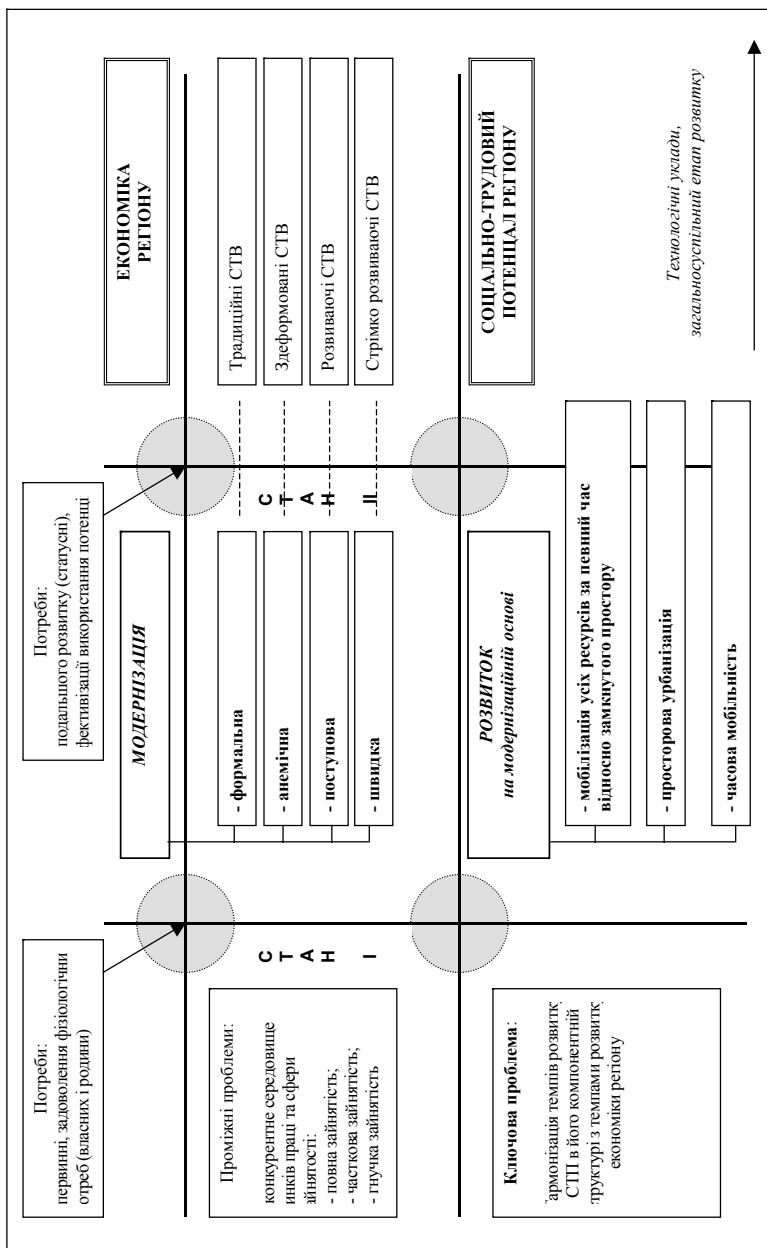 Потреби:
первинні, задоволення фізіологічни
отреб (власних і родини)
Потреби:
подальшого розвитку (статусні),
фективізації використання потенці
МОДЕРНІЗАЦІЯ
ЕКОНОМІКА
РЕГІОНУ
Проміжні проблеми:
конкурентне середовище
инків праці та сфери
айнятості:
- повна зайнятість;
- часткова зайнятість;
- гнучка зайнятість
С
Т
А
Н
І
- формальна
- анемічна
- поступова
- швидка
С
Т
А
Н
ІІ
Традиційні СТВ
Здеформовані СТВ
Розвиваючі СТВ
Стрімко розвиваючі СТВ
Ключова проблема:
армонізація темпів розвитк
СТП в його компонентній
труктурі з темпами розвитк
економіки регіону
РОЗВИТОК
на модернізаційній основі
СОЦІАЛЬНО-ТРУДОВИЙ
ПОТЕНЦАЛ РЕГІОНУ
- мобілізація усіх ресурсів за певний час
відносно замкнутого простору
- просторова урбанізація
- часова мобільність
Технологічні уклади,
загальносуспільний етап розвитку